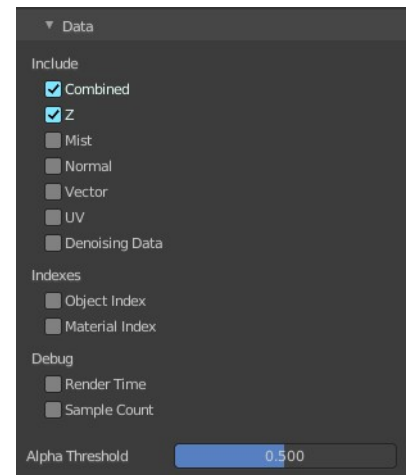 Data
Include
Combined
Z
Mist
Normal
Vector
UV
Denoising Data
Indexes
Object Index
Material Index
Debug
Render Time
Sample Count
Alpha Threshold 0.500